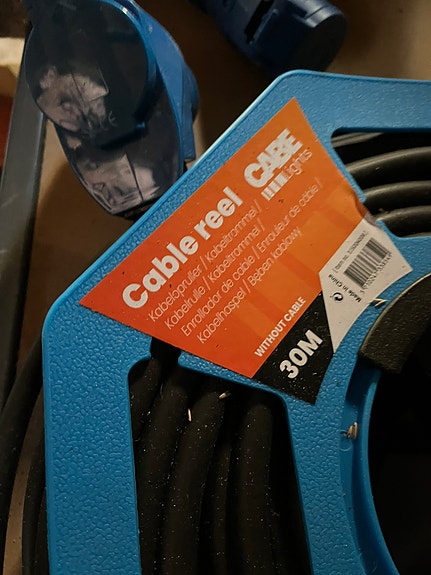 CABE
Lights
Cable reel
Kabelopruller / Kabeltrommel /
Kabelrulle / Kabeltrommel /
Enrollador de cable / Enrouleur de câble /
Kabelhaspel / Bęben kablowy
WITHOUT CABLE
30M
Made in China